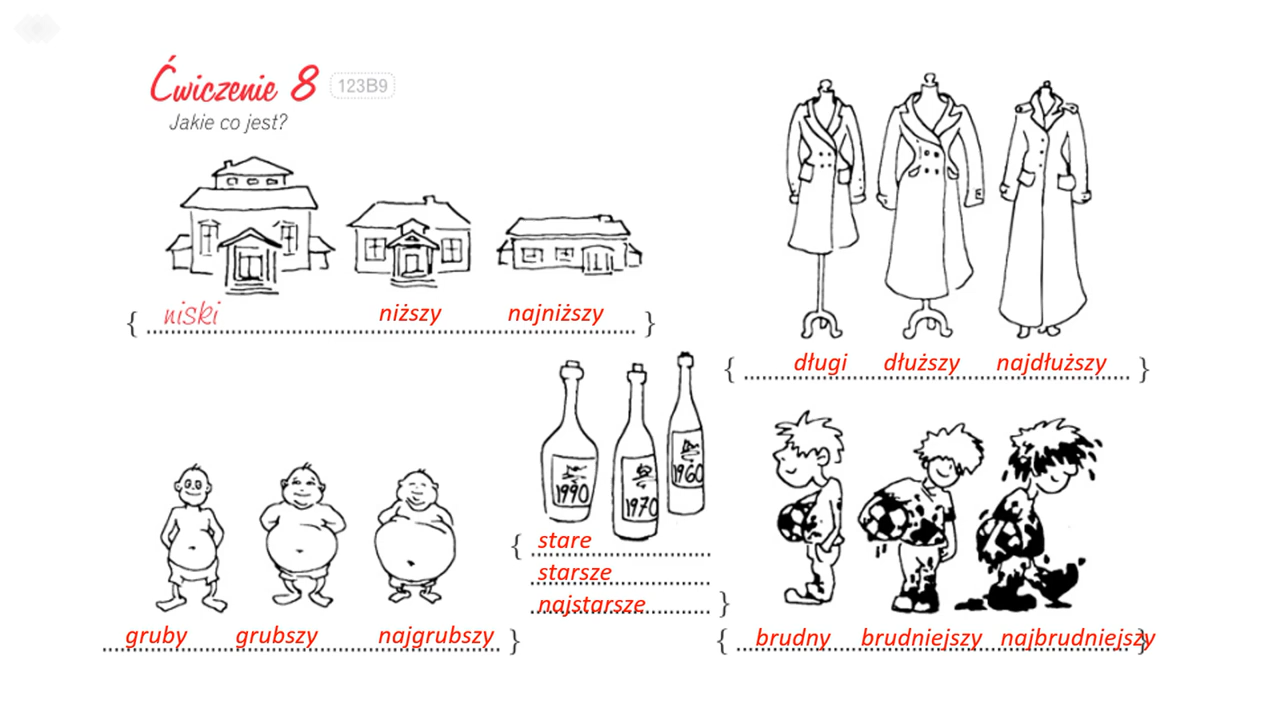 Ćwiczenie 8 123B9
Jakie co jest?
{ niski niższy najniższy }
{ długi dłuższy najdłuższy }
1990 1970 1960
{ stare
starsze
najstarsze }
gruby grubszy najgrubszy }
{ brudny brudniejszy najbrudniejszy }